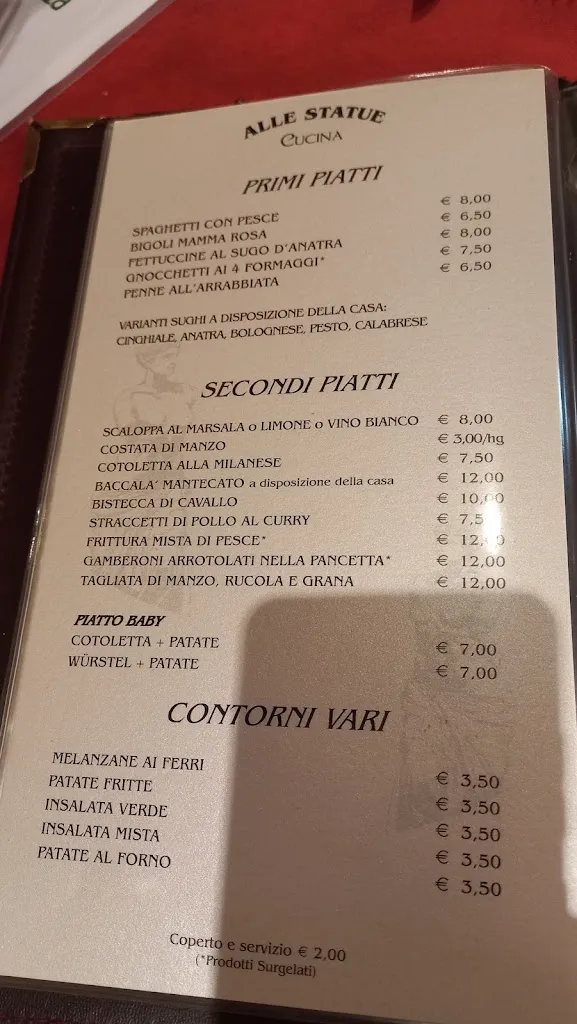 ALLE STATUE
CUCINA
PRIMI PIATTI
SPAGHETTI CON PESCE € 8,00
BIGOLI MAMMA ROSA € 6,50
FETTUCCINE AL SUGO D'ANATRA € 8,00
GNOCCHETTI AI 4 FORMAGGI* € 7,50
PENNE ALL'ARRABBIATA € 6,50
VARIANTI SUGHI A DISPOSIZIONE DELLA CASA:
CINGHIALE, ANATRA, BOLOGNESE, PESTO, CALABRESE
SECONDI PIATTI
SCALOPPA AL MARSALA o LIMONE o VINO BIANCO € 8,00
COSTATA DI MANZO € 3,00/hg
COTOLETTA ALLA MILANESE € 7,50
BACCALA' MANTECATO a disposizione della casa € 12,00
BISTECCA DI CAVALLO € 10,00
STRACCETTI DI POLLO AL CURRY €
FRITTURA MISTA DI PESCE* €
GAMBERONI ARROTOLATI NELLA PANCETTA* € 12,00
TAGLIATA DI MANZO, RUCOLA E GRANA € 12,00
PIATTO BABY
COTOLETTA + PATATE € 7,00
WÜRSTEL + PATATE € 7,00
CONTORNI VARI
MELANZANE AI FERRI € 3,50
PATATE FRITTE € 3,50
INSALATA VERDE € 3,50
INSALATA MISTA € 3,50
PATATE AL FORNO € 3,50
Coperto e servizio € 2,00
(*Prodotti Surgelati)